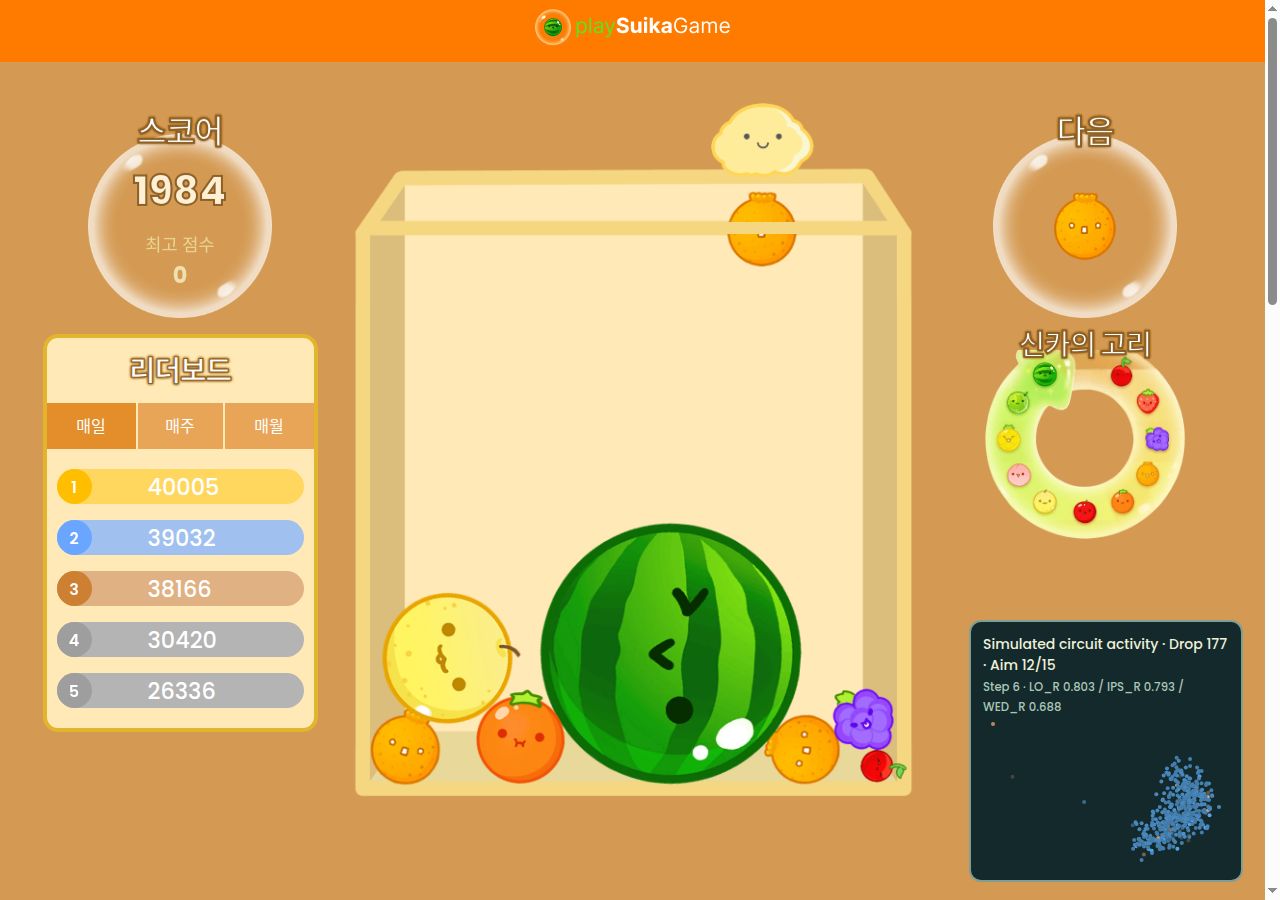 playSuikaGame
스코어
1984
최고 점수
0
다음
신카의 고리
리더보드
매일
매주
매월
1 40005
2 39032
3 38166
4 30420
5 26336
Simulated circuit activity · Drop 177
· Aim 12/15
Step 6 · LO_R 0.803 / IPS_R 0.793 /
WED_R 0.688